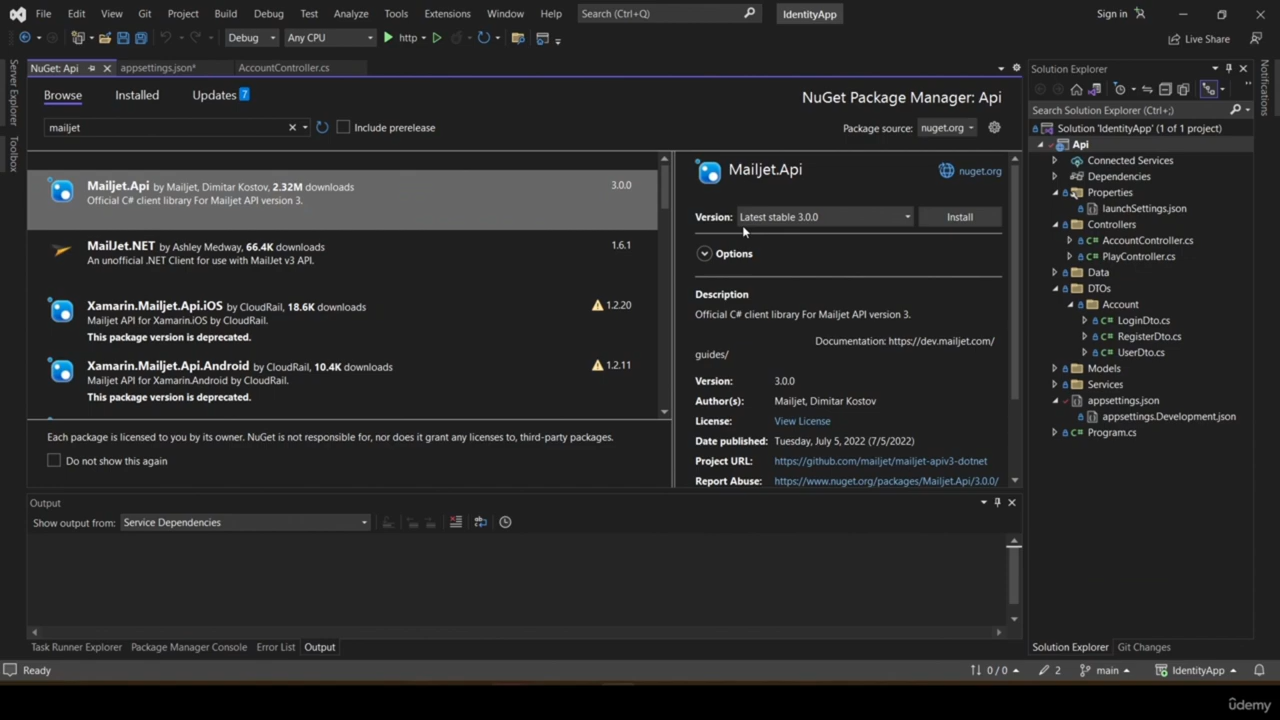 File Edit View Git Project Build Debug Test Analyze Tools Extensions Window Help Search (Ctrl+Q) IdentityApp Sign in
Debug Any CPU http Live Share
NuGet: Api appsettings.json* AccountController.cs
Server Explorer
Toolbox
Browse Installed Updates 7 NuGet Package Manager: Api
mailjet Include prerelease Package source: nuget.org
Mailjet.Api by Mailjet, Dimitar Kostov, 2.32M downloads 3.0.0
Official C# client library For Mailjet API version 3.
MailJet.NET by Ashley Medway, 66.4K downloads 1.6.1
An unofficial .NET Client for use with MailJet v3 API.
Xamarin.Mailjet.Api.iOS by CloudRail, 18.6K downloads 1.2.20
Mailjet API for Xamarin.iOS by CloudRail.
This package version is deprecated.
Xamarin.Mailjet.Api.Android by CloudRail, 10.4K downloads 1.2.11
Mailjet API for Xamarin.Android by CloudRail.
This package version is deprecated.
Each package is licensed to you by its owner. NuGet is not responsible for, nor does it grant any licenses to, third-party packages.
Do not show this again
Mailjet.Api nuget.org
Version: Latest stable 3.0.0 Install
Options
Description
Official C# client library For Mailjet API version 3.
Documentation: https://dev.mailjet.com/
guides/
Version: 3.0.0
Author(s): Mailjet, Dimitar Kostov
License: View License
Date published: Tuesday, July 5, 2022 (7/5/2022)
Project URL: https://github.com/mailjet/mailjet-apiv3-dotnet
Report Abuse: https://www.nuget.org/packages/Mailjet.Api/3.0.0/
Output
Show output from: Service Dependencies
Task Runner Explorer Package Manager Console Error List Output
Solution Explorer
Search Solution Explorer (Ctrl+;)
Solution 'IdentityApp' (1 of 1 project)
Api
Connected Services
Dependencies
Properties
launchSettings.json
Controllers
C# AccountController.cs
C# PlayController.cs
Data
DTOs
Account
C# LoginDto.cs
C# RegisterDto.cs
C# UserDto.cs
Models
Services
appsettings.json
appsettings.Development.json
C# Program.cs
Solution Explorer Git Changes
Notifications
Ready 0 / 0 2 main IdentityApp
ûdemy